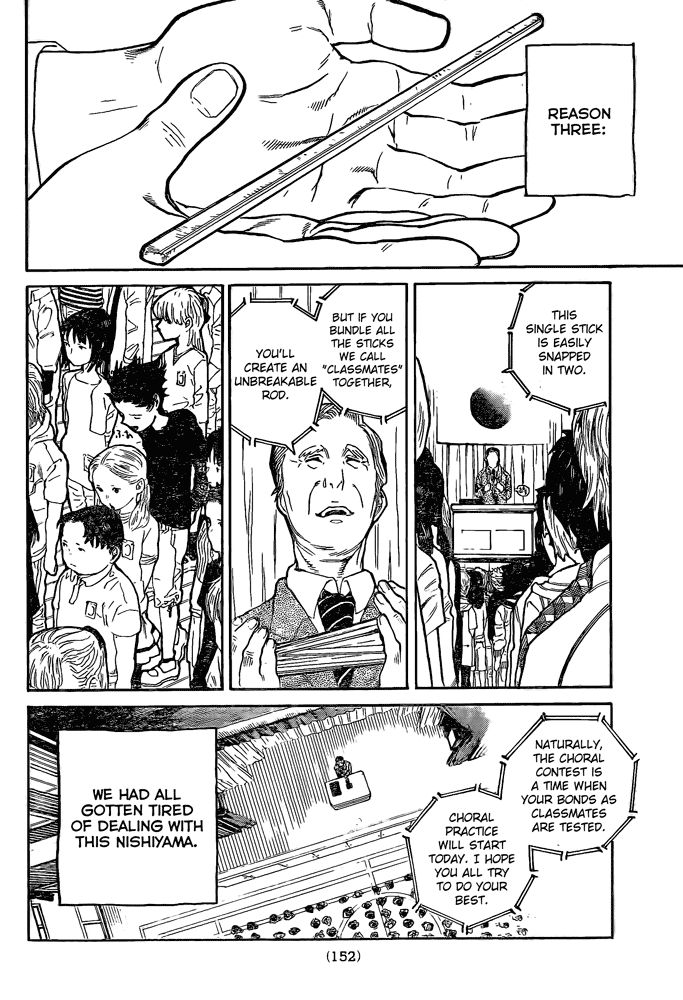 REASON
THREE:
THIS
SINGLE STICK
IS EASILY
SNAPPED
IN TWO.
BUT IF YOU
BUNDLE ALL
THE STICKS
WE CALL
"CLASSMATES"
TOGETHER,
YOU'LL
CREATE AN
UNBREAKABLE
ROD.
NATURALLY,
THE CHORAL
CONTEST IS
A TIME WHEN
YOUR BONDS AS
CLASSMATES
ARE TESTED.
CHORAL
PRACTICE
WILL START
TODAY. I HOPE
YOU ALL TRY
TO DO YOUR
BEST.
WE HAD ALL
GOTTEN TIRED
OF DEALING WITH
THIS NISHIYAMA.
(152)